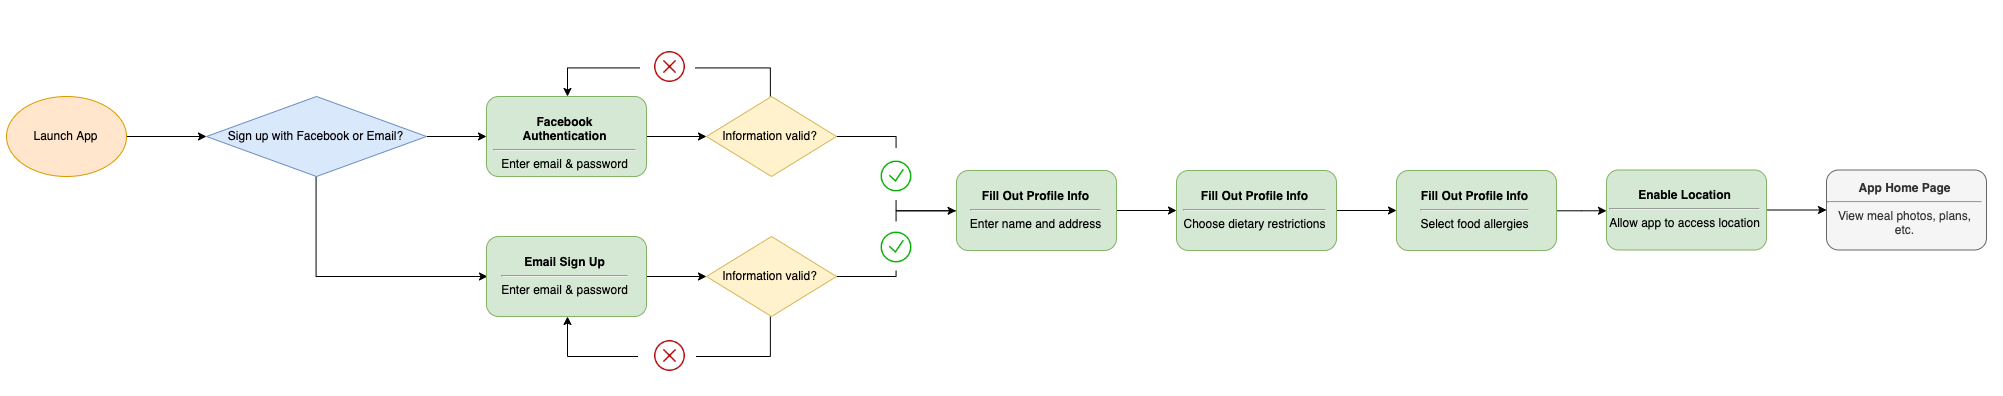 Launch App
Sign up with Facebook or Email?
Facebook
Authentication
Enter email & password
Information valid?
Email Sign Up
Enter email & password
Information valid?
Fill Out Profile Info
Enter name and address
Fill Out Profile Info
Choose dietary restrictions
Fill Out Profile Info
Select food allergies
Enable Location
Allow app to access location
App Home Page
View meal photos, plans,
etc.